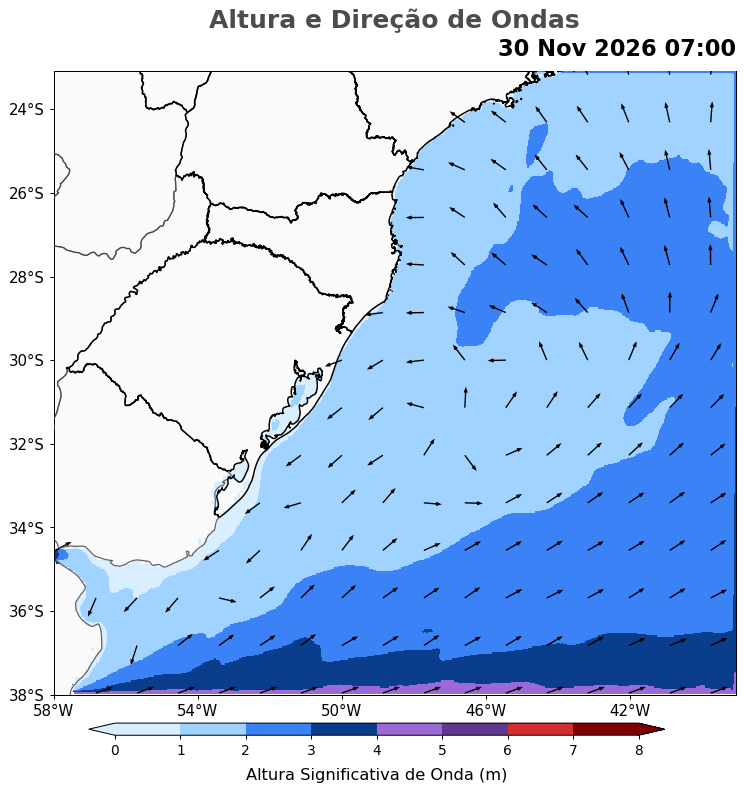 Altura e Direção de Ondas
30 Nov 2026 07:00
24°S
26°S
28°S
30°S
32°S
34°S
36°S
38°S
58°W 54°W 50°W 46°W 42°W
0 1 2 3 4 5 6 7 8
Altura Significativa de Onda (m)